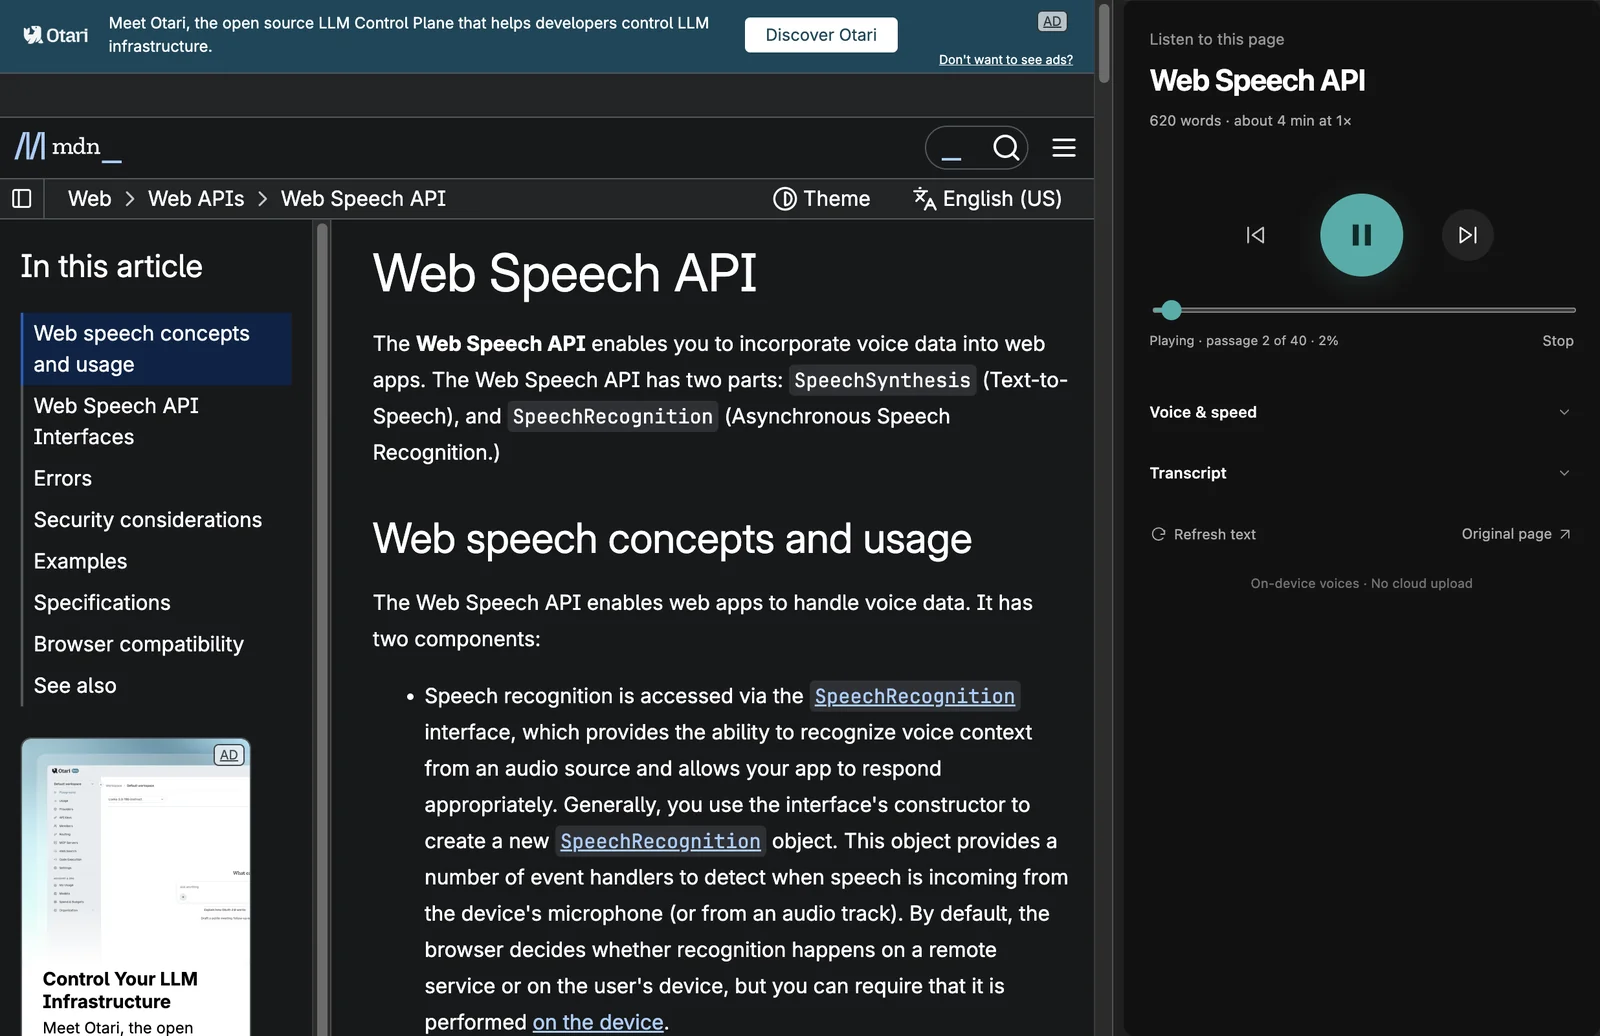 Otari
Meet Otari, the open source LLM Control Plane that helps developers control LLM
infrastructure.
Discover Otari
AD
Don't want to see ads?
mdn_
Web > Web APIs > Web Speech API
Theme
English (US)
In this article
Web speech concepts
and usage
Web Speech API
Interfaces
Errors
Security considerations
Examples
Specifications
Browser compatibility
See also
AD
Control Your LLM
Infrastructure
Meet Otari, the open
Web Speech API
The Web Speech API enables you to incorporate voice data into web
apps. The Web Speech API has two parts: SpeechSynthesis (Text-to-
Speech), and SpeechRecognition (Asynchronous Speech
Recognition.)
Web speech concepts and usage
The Web Speech API enables web apps to handle voice data. It has
two components:
• Speech recognition is accessed via the SpeechRecognition
interface, which provides the ability to recognize voice context
from an audio source and allows your app to respond
appropriately. Generally, you use the interface's constructor to
create a new SpeechRecognition object. This object provides a
number of event handlers to detect when speech is incoming from
the device's microphone (or from an audio track). By default, the
browser decides whether recognition happens on a remote
service or on the user's device, but you can require that it is
performed on the device.
Listen to this page
Web Speech API
620 words · about 4 min at 1×
Playing · passage 2 of 40 · 2%
Stop
Voice & speed
Transcript
Refresh text
Original page
On-device voices · No cloud upload